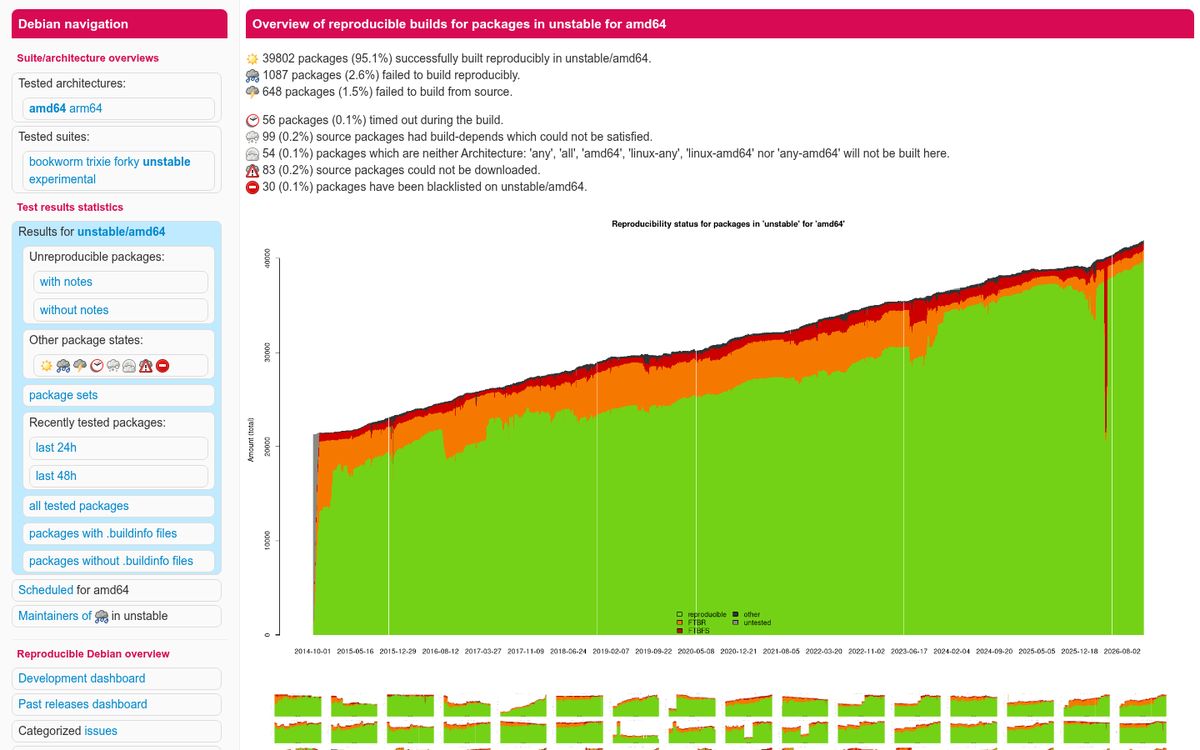 Debian navigation
Suite/architecture overviews
Tested architectures:
amd64 arm64
Tested suites:
bookworm trixie forky unstable
experimental
Test results statistics
Results for unstable/amd64
Unreproducible packages:
with notes
without notes
Other package states:
package sets
Recently tested packages:
last 24h
last 48h
all tested packages
packages with .buildinfo files
packages without .buildinfo files
Scheduled for amd64
Maintainers of in unstable
Reproducible Debian overview
Development dashboard
Past releases dashboard
Categorized issues
Overview of reproducible builds for packages in unstable for amd64
39802 packages (95.1%) successfully built reproducibly in unstable/amd64.
1087 packages (2.6%) failed to build reproducibly.
648 packages (1.5%) failed to build from source.
56 packages (0.1%) timed out during the build.
99 (0.2%) source packages had build-depends which could not be satisfied.
54 (0.1%) packages which are neither Architecture: 'any', 'all', 'amd64', 'linux-any', 'linux-amd64' nor 'any-amd64' will not be built here.
83 (0.2%) source packages could not be downloaded.
30 (0.1%) packages have been blacklisted on unstable/amd64.
Reproducibility status for packages in 'unstable' for 'amd64'
Amount (total)
40000
30000
20000
10000
0
reproducible
FTBR
FTBFS
other
untested
2014-10-01 2015-05-16 2015-12-29 2016-08-12 2017-03-27 2017-11-09 2018-06-24 2019-02-07 2019-09-22 2020-05-08 2020-12-21 2021-08-05 2022-03-20 2022-11-02 2023-06-17 2024-02-04 2024-09-20 2025-05-05 2025-12-18 2026-08-02